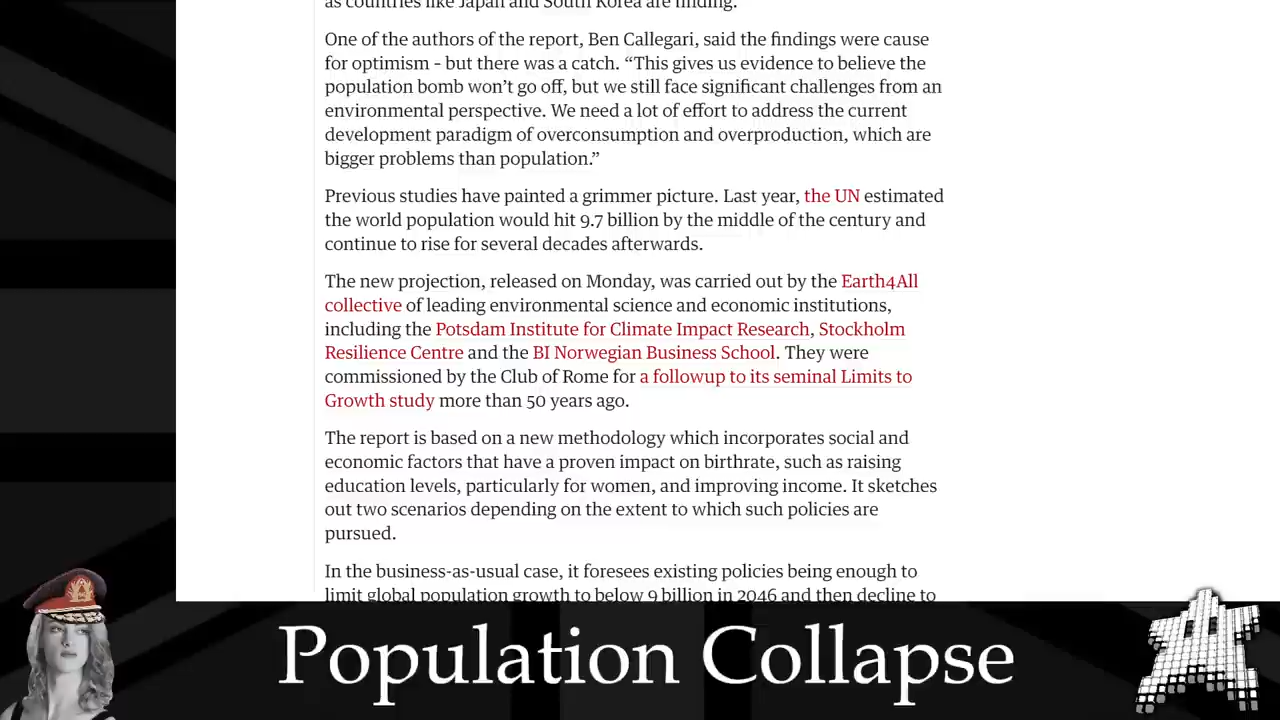 as countries like Japan and South Korea are finding.
One of the authors of the report, Ben Callegari, said the findings were cause
for optimism – but there was a catch. “This gives us evidence to believe the
population bomb won’t go off, but we still face significant challenges from an
environmental perspective. We need a lot of effort to address the current
development paradigm of overconsumption and overproduction, which are
bigger problems than population.”
Previous studies have painted a grimmer picture. Last year, the UN estimated
the world population would hit 9.7 billion by the middle of the century and
continue to rise for several decades afterwards.
The new projection, released on Monday, was carried out by the Earth4All
collective of leading environmental science and economic institutions,
including the Potsdam Institute for Climate Impact Research, Stockholm
Resilience Centre and the BI Norwegian Business School. They were
commissioned by the Club of Rome for a followup to its seminal Limits to
Growth study more than 50 years ago.
The report is based on a new methodology which incorporates social and
economic factors that have a proven impact on birthrate, such as raising
education levels, particularly for women, and improving income. It sketches
out two scenarios depending on the extent to which such policies are
pursued.
In the business-as-usual case, it foresees existing policies being enough to
limit global population growth to below 9 billion in 2046 and then decline to
Population Collapse